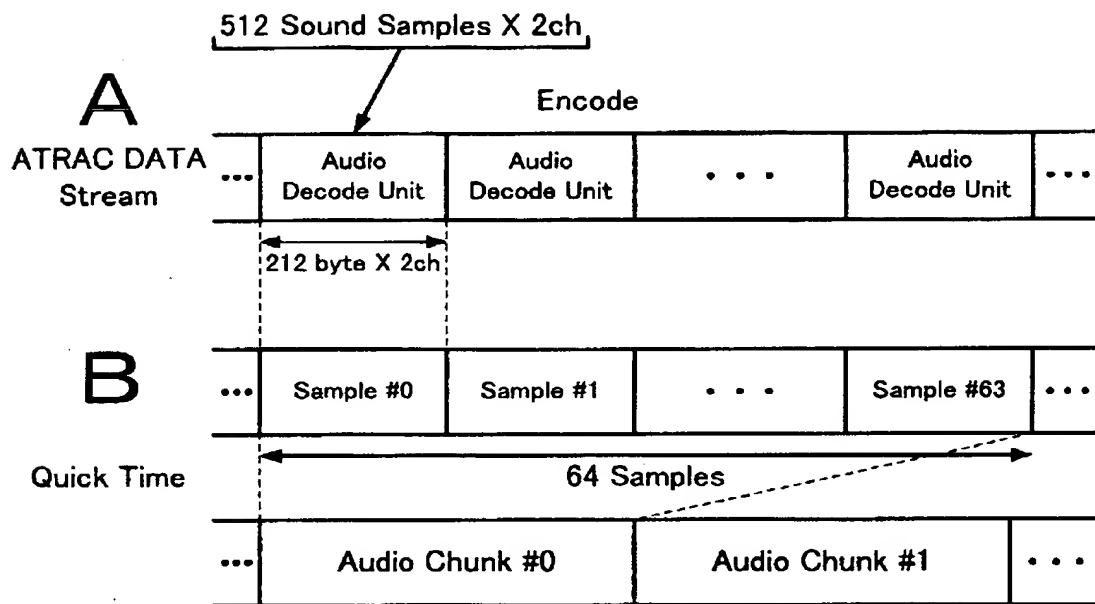 512 Sound Samples X 2ch
A
Encode
ATRAC DATA
Stream
••• Audio Decode Unit Audio Decode Unit • • • Audio Decode Unit •••
212 byte X 2ch
B
••• Sample #0 Sample #1 • • • Sample #63 •••
Quick Time
64 Samples
••• Audio Chunk #0 Audio Chunk #1 • • •